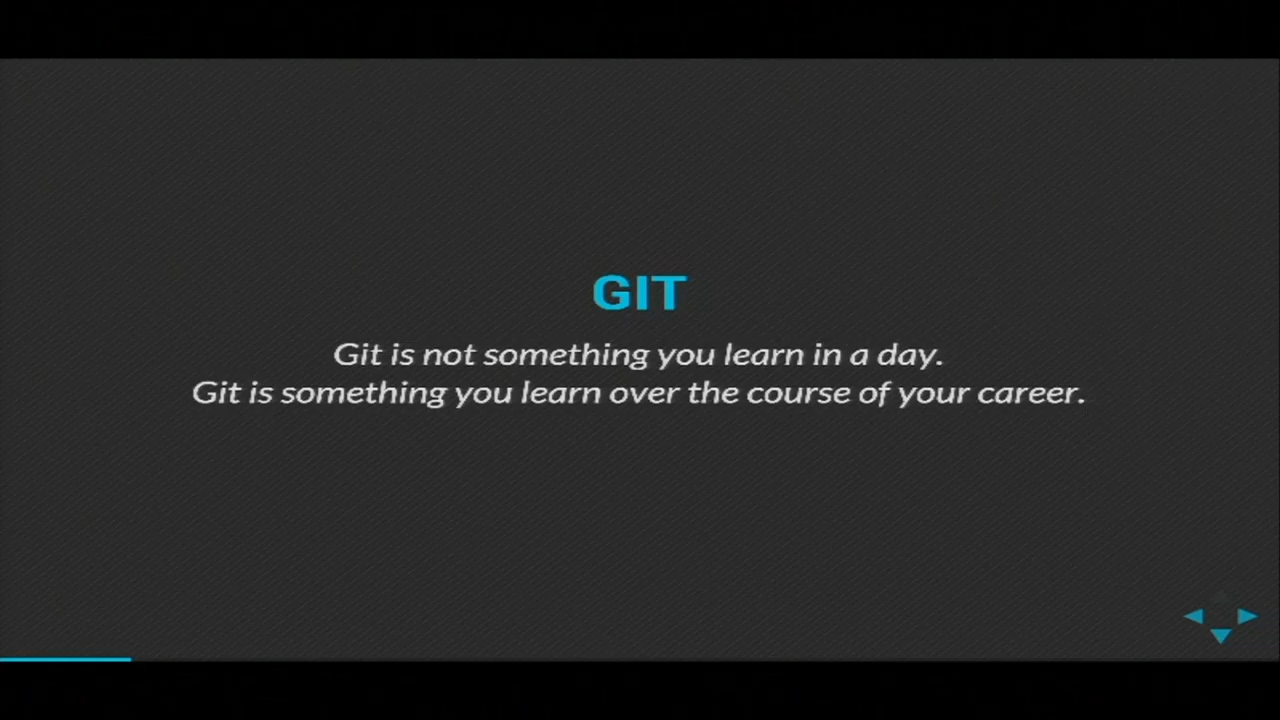 GIT
Git is not something you learn in a day.
Git is something you learn over the course of your career.